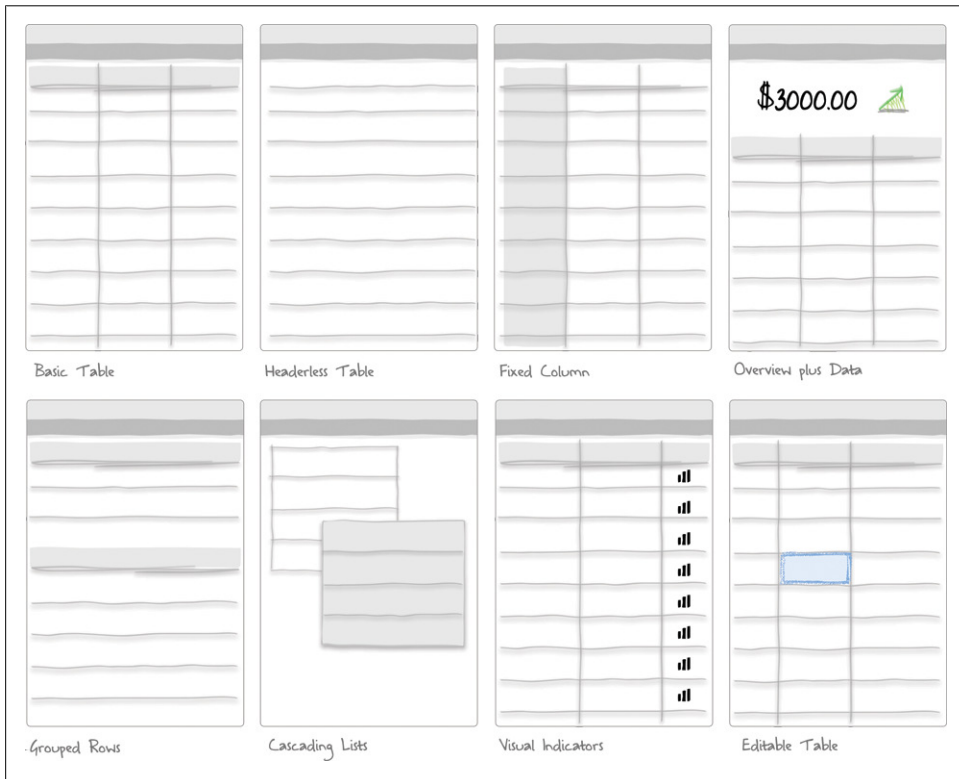 $3000.00
Basic Table
Headerless Table
Fixed Column
Overview plus Data
Grouped Rows
Cascading Lists
Visual Indicators
Editable Table